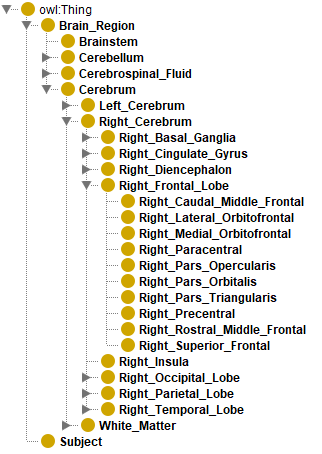 owl:Thing
Brain_Region
Brainstem
Cerebellum
Cerebrospinal_Fluid
Cerebrum
Left_Cerebrum
Right_Cerebrum
Right_Basal_Ganglia
Right_Cingulate_Gyrus
Right_Diencephalon
Right_Frontal_Lobe
Right_Caudal_Middle_Frontal
Right_Lateral_Orbitofrontal
Right_Medial_Orbitofrontal
Right_Paracentral
Right_Pars_Opercularis
Right_Pars_Orbitalis
Right_Pars_Triangularis
Right_Precentral
Right_Rostral_Middle_Frontal
Right_Superior_Frontal
Right_Insula
Right_Occipital_Lobe
Right_Parietal_Lobe
Right_Temporal_Lobe
White_Matter
Subject